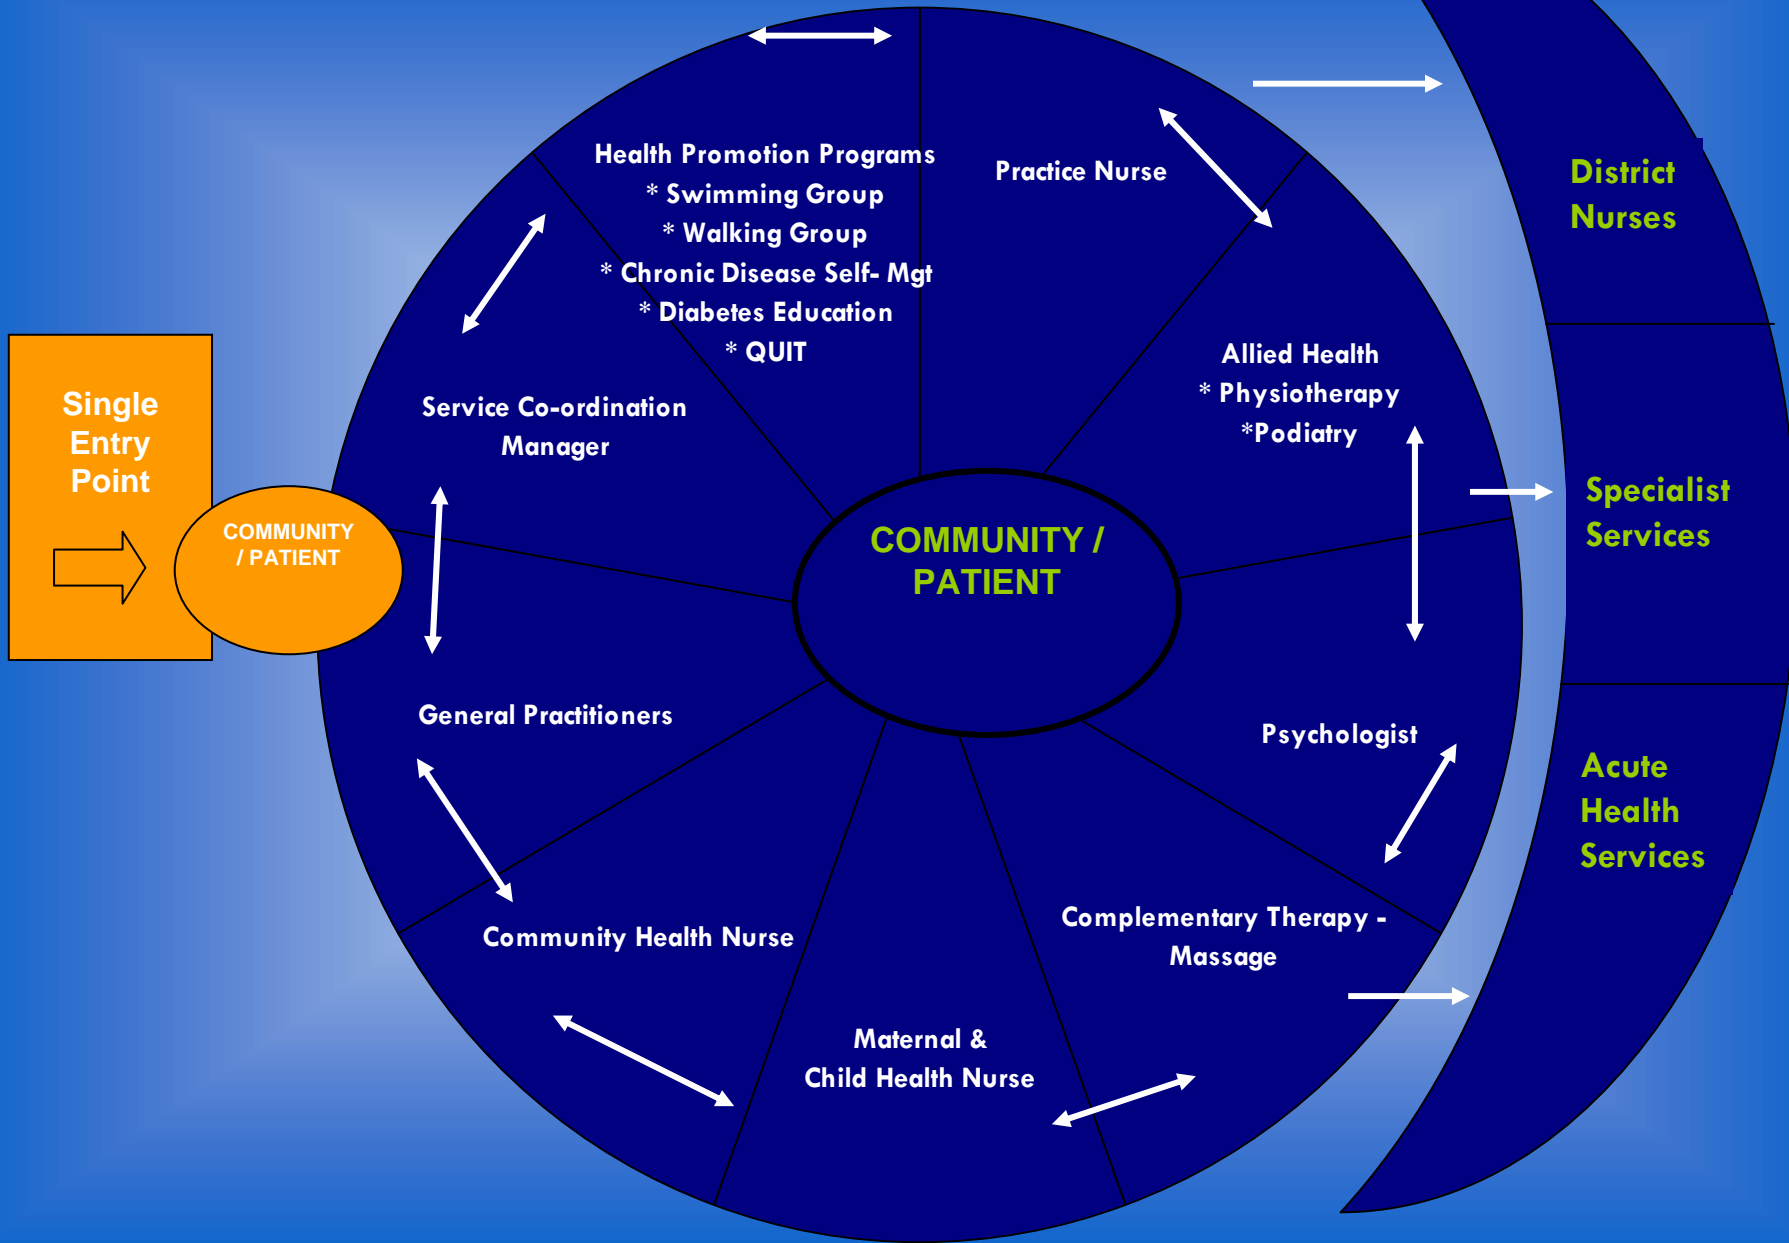 Health Promotion Programs
* Swimming Group
* Walking Group
* Chronic Disease Self- Mgt
* Diabetes Education
* QUIT
Practice Nurse
District
Nurses
Allied Health
* Physiotherapy
*Podiatry
Single
Entry
Point
Service Co-ordination
Manager
COMMUNITY
/ PATIENT
COMMUNITY /
PATIENT
Specialist
Services
General Practitioners
Psychologist
Acute
Health
Services
Community Health Nurse
Complementary Therapy -
Massage
Maternal &
Child Health Nurse